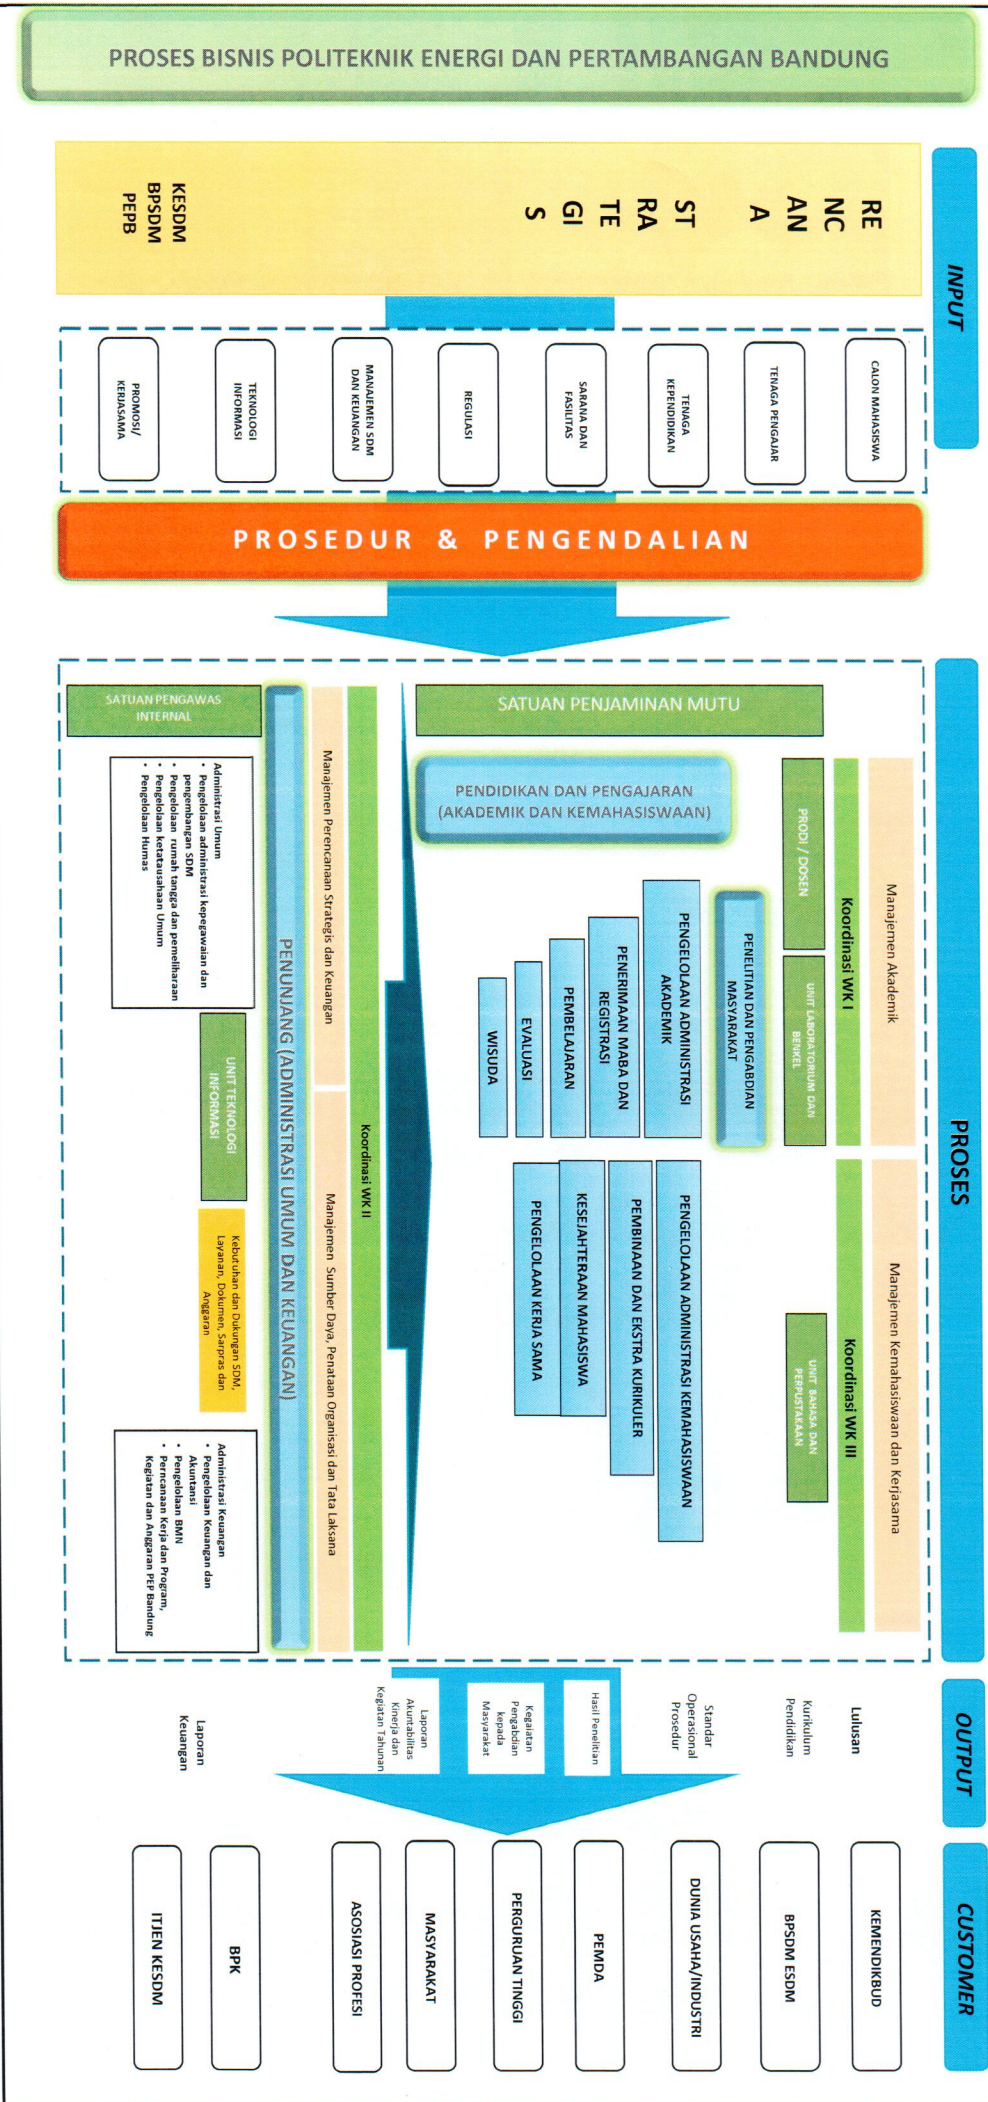 PROSES BISNIS POLITEKNIK ENERGI DAN PERTAMBANGAN BANDUNG
INPUT
RE
NC
AN
A
ST
RA
TE
GI
S
KESDM
BPSDM
PEPB
CALON MAHASISWA
TENAGA PENGAJAR
TENAGA
KEPENDIDIKAN
SARANA DAN
FASILITAS
REGULASI
MANAJEMEN SDM
DAN KEUANGAN
TEKNOLOGI
INFORMASI
PROMOSI/
KERJASAMA
PROSEDUR & PENGENDALIAN
PROSES
Manajemen Akademik
Manajemen Kemahasiswaan dan Kerjasama
Koordinasi WK I
Koordinasi WK III
PRODI / DOSEN
UNIT LABORATORIUM DAN
BENKEL
UNIT BAHASA DAN
PERPUSTAKAAN
SATUAN PENJAMINAN MUTU
PENDIDIKAN DAN PENGAJARAN
(AKADEMIK DAN KEMAHASISWAAN)
PENELITIAN DAN PENGABDIAN
MASYARAKAT
PENGELOLAAN ADMINISTRASI
AKADEMIK
PENERIMAAN MABA DAN
REGISTRASI
PEMBELAJARAN
EVALUASI
WISUDA
PENGELOLAAN ADMINISTRASI KEMAHASISWAAN
PEMBINAAN DAN EKSTRA KURIKULER
KESEJAHTERAAN MAHASISWA
PENGELOLAAN KERJA SAMA
Koordinasi WK II
Manajemen Perencanaan Strategis dan Keuangan
Manajemen Sumber Daya, Penataan Organisasi dan Tata Laksana
PENUNJANG (ADMINISTRASI UMUM DAN KEUANGAN)
SATUAN PENGAWAS
INTERNAL
Administrasi Umum
• Pengelolaan administrasi kepegawaian dan
pengembangan SDM
• Pengelolaan rumah tangga dan pemeliharaan
• Pengelolaan ketatausahaan Umum
• Pengelolaan Humas
UNIT TEKNOLOGI
INFORMASI
Kebutuhan dan Dukungan SDM,
Layanan, Dokumen, Sarpras dan
Anggaran
Administrasi Keuangan
• Pengelolaan Keuangan dan
Akuntansi
• Pengelolaan BMN
• Perncanaan Kerja dan Program,
Kegiatan dan Anggaran PEP Bandung
OUTPUT
Lulusan
Kurikulum
Pendidikan
Standar
Operasional
Prosedur
Hasil Penelitian
Kegaiatan
Pengabdian
kepada
Masyarakat
Laporan
Akuntabilitas
Kinerja dan
Kegiatan Tahunan
Laporan
Keuangan
CUSTOMER
KEMENDIKBUD
BPSDM ESDM
DUNIA USAHA/INDUSTRI
PEMDA
PERGURUAN TINGGI
MASYARAKAT
ASOSIASI PROFESI
BPK
ITJEN KESDM